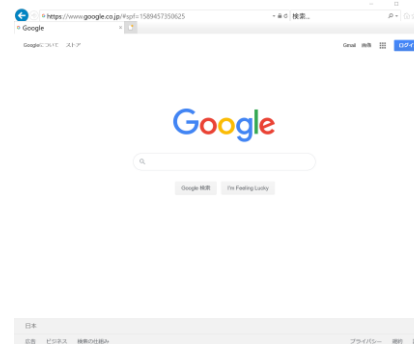 https://www.google.co.jp/#spf=1589457350625
検索...
Google
Googleについて ストア
Gmail 画像
ログイ
Google
Google 検索 I'm Feeling Lucky
日本
広告 ビジネス 検索の仕組み
プライバシー 規約